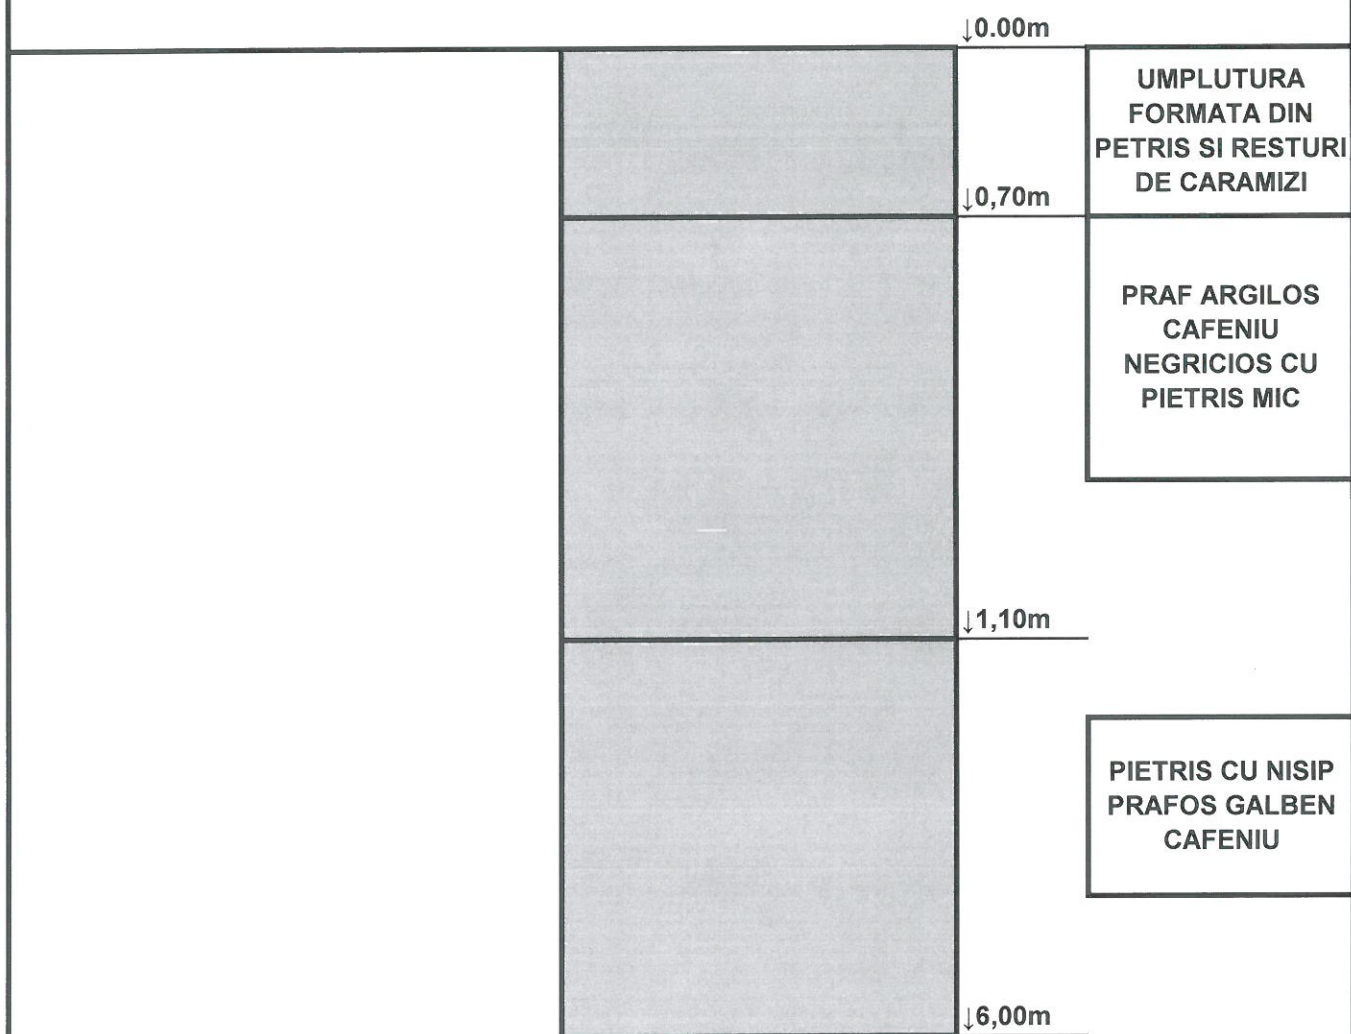 ↓0.00m
UMPLUTURA
FORMATA DIN
PETRIS SI RESTURI
DE CARAMIZI
↓0,70m
PRAF ARGILOS
CAFENIU
NEGRICIOS CU
PIETRIS MIC
↓1,10m
PIETRIS CU NISIP
PRAFOS GALBEN
CAFENIU
↓6,00m